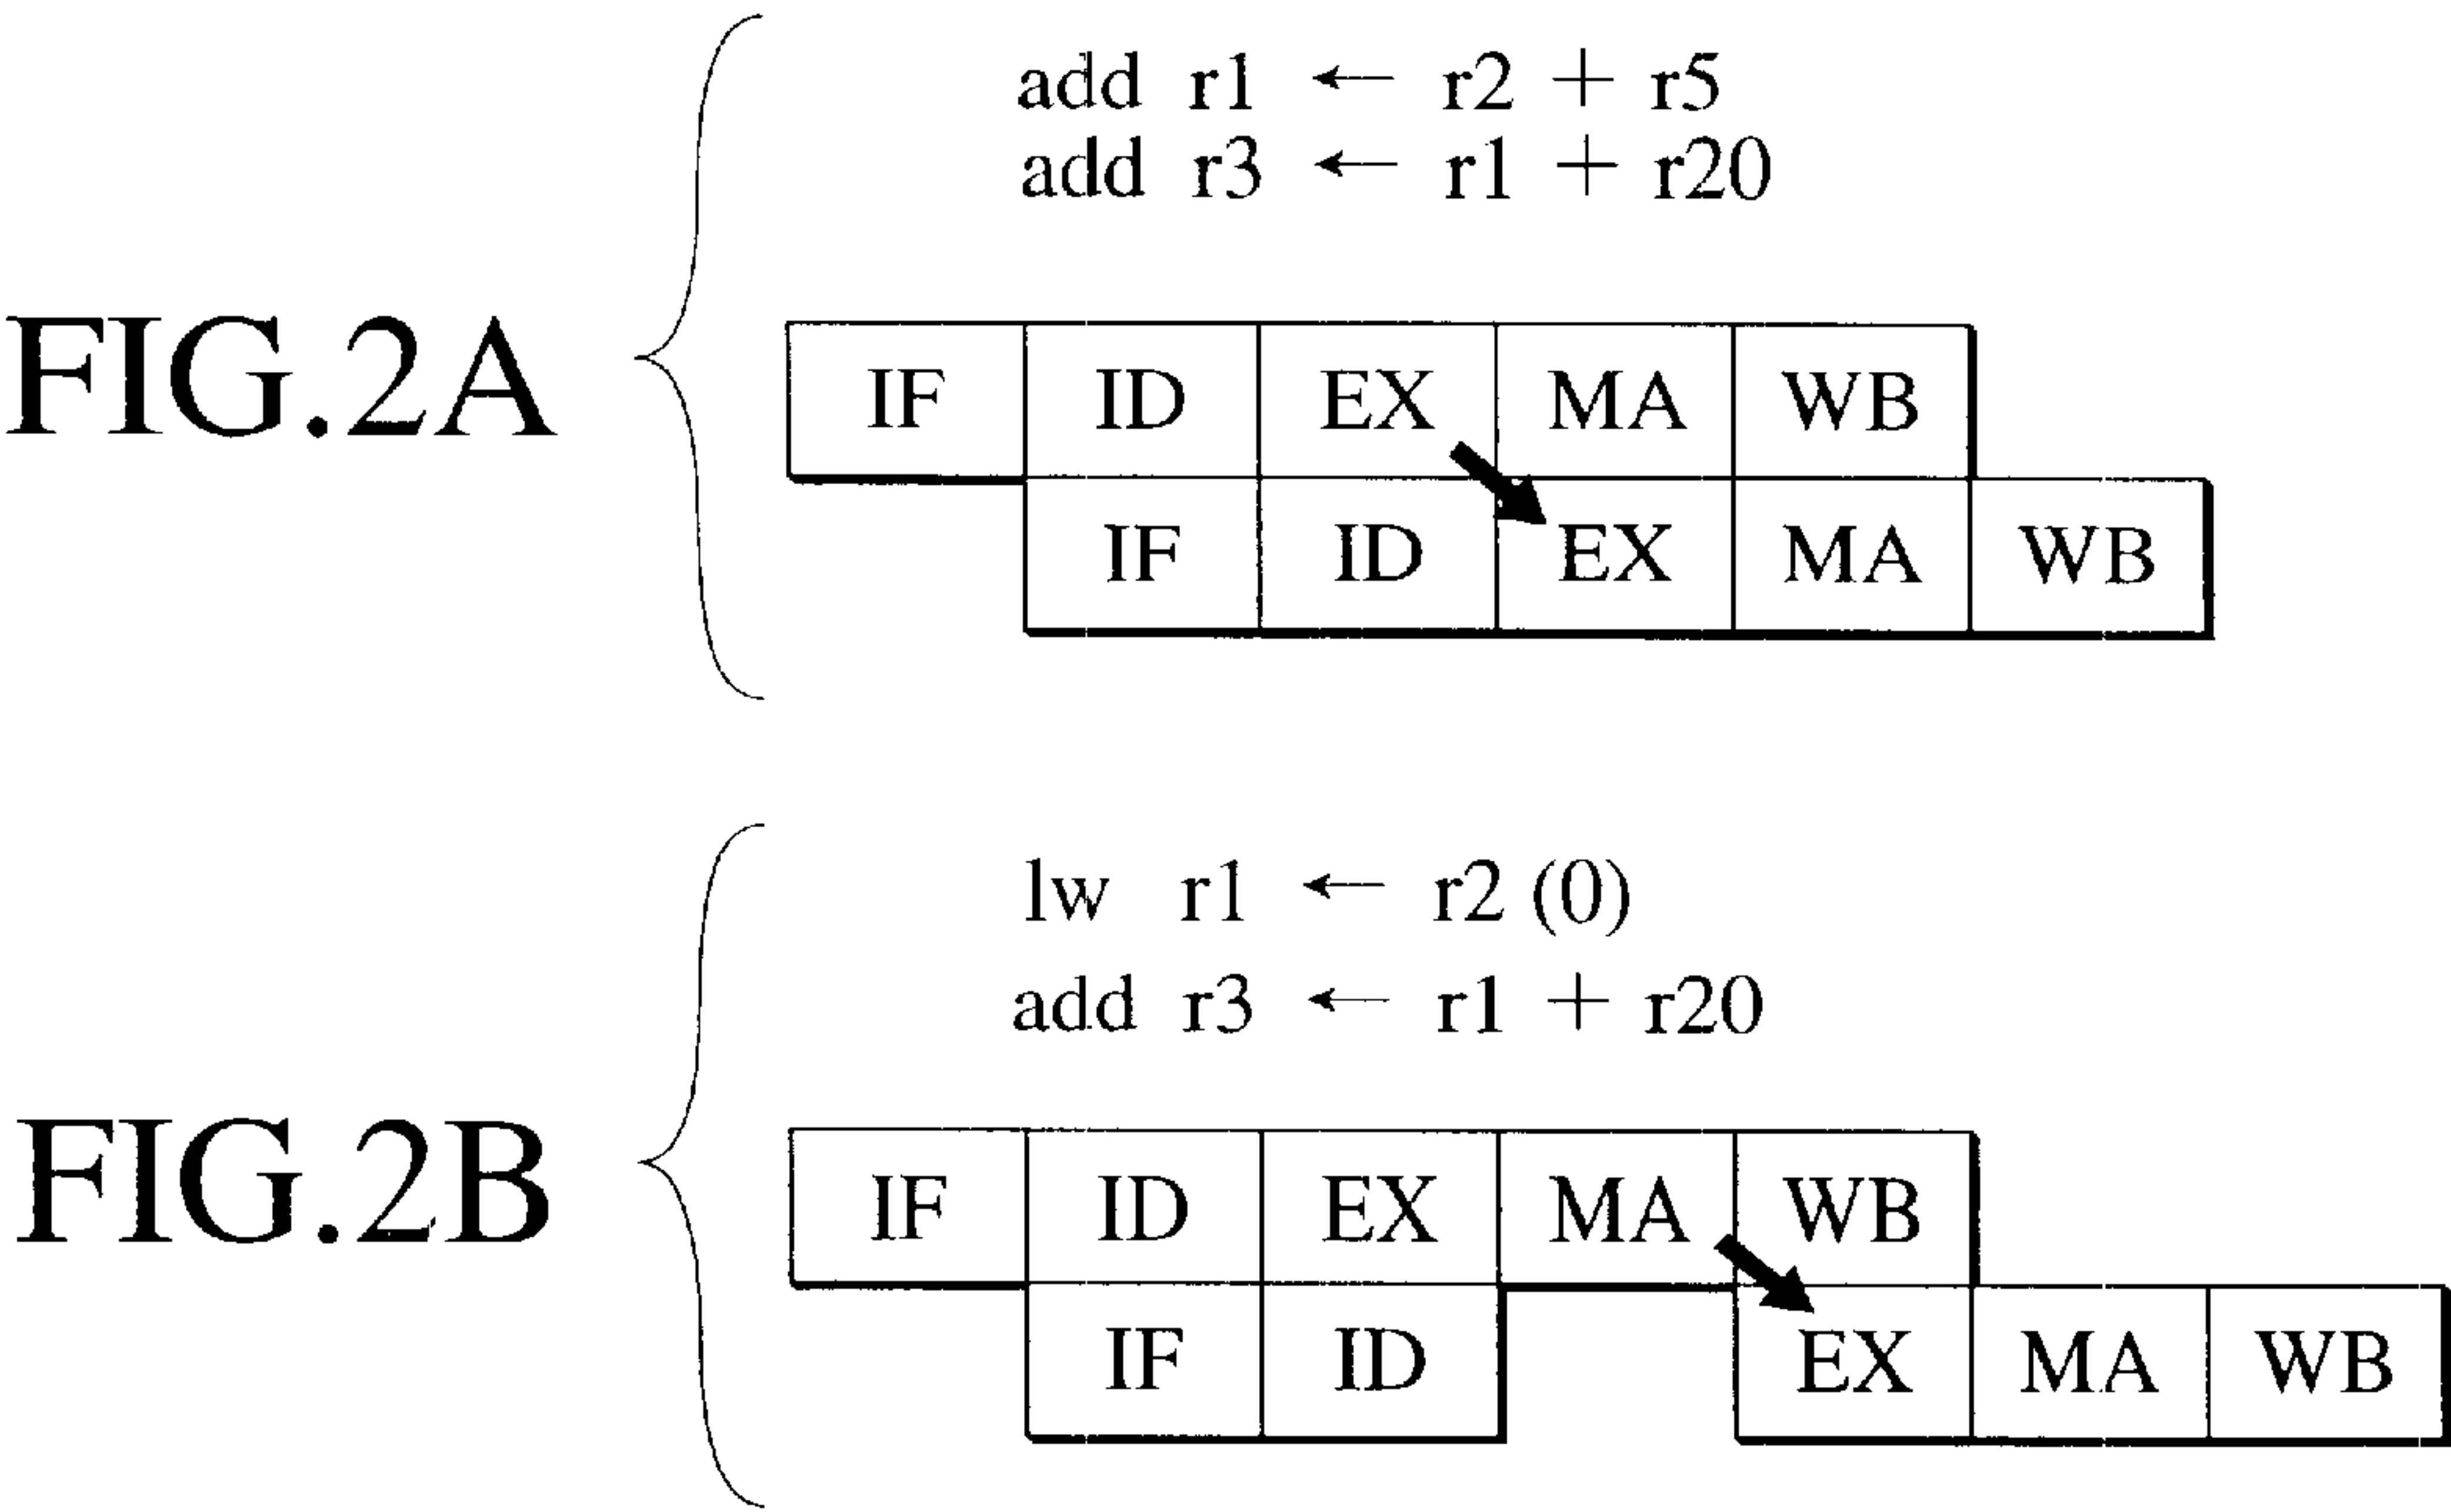 FIG.2A
add r1 ← r2 + r5
add r3 ← r1 + r20
IF ID EX MA WB
IF ID EX MA WB
FIG.2B
lw r1 ← r2 (0)
add r3 ← r1 + r20
IF ID EX MA WB
IF ID EX MA WB